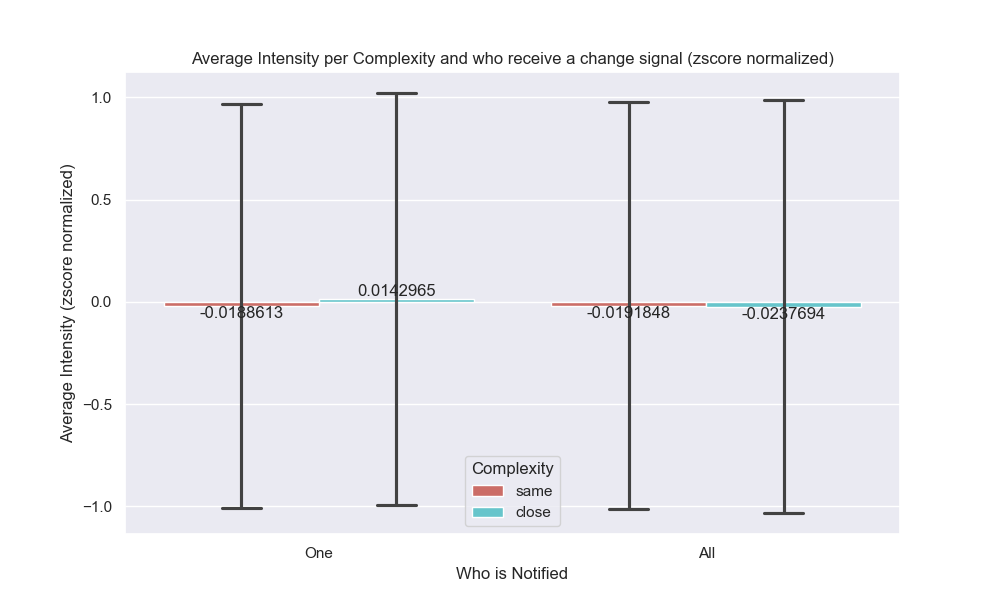 Average Intensity per Complexity and who receive a change signal (zscore normalized)
Average Intensity (zscore normalized)
1.0
0.5
0.0
−0.5
−1.0
-0.0188613
0.0142965
-0.0191848
-0.0237694
Complexity
same
close
One
All
Who is Notified